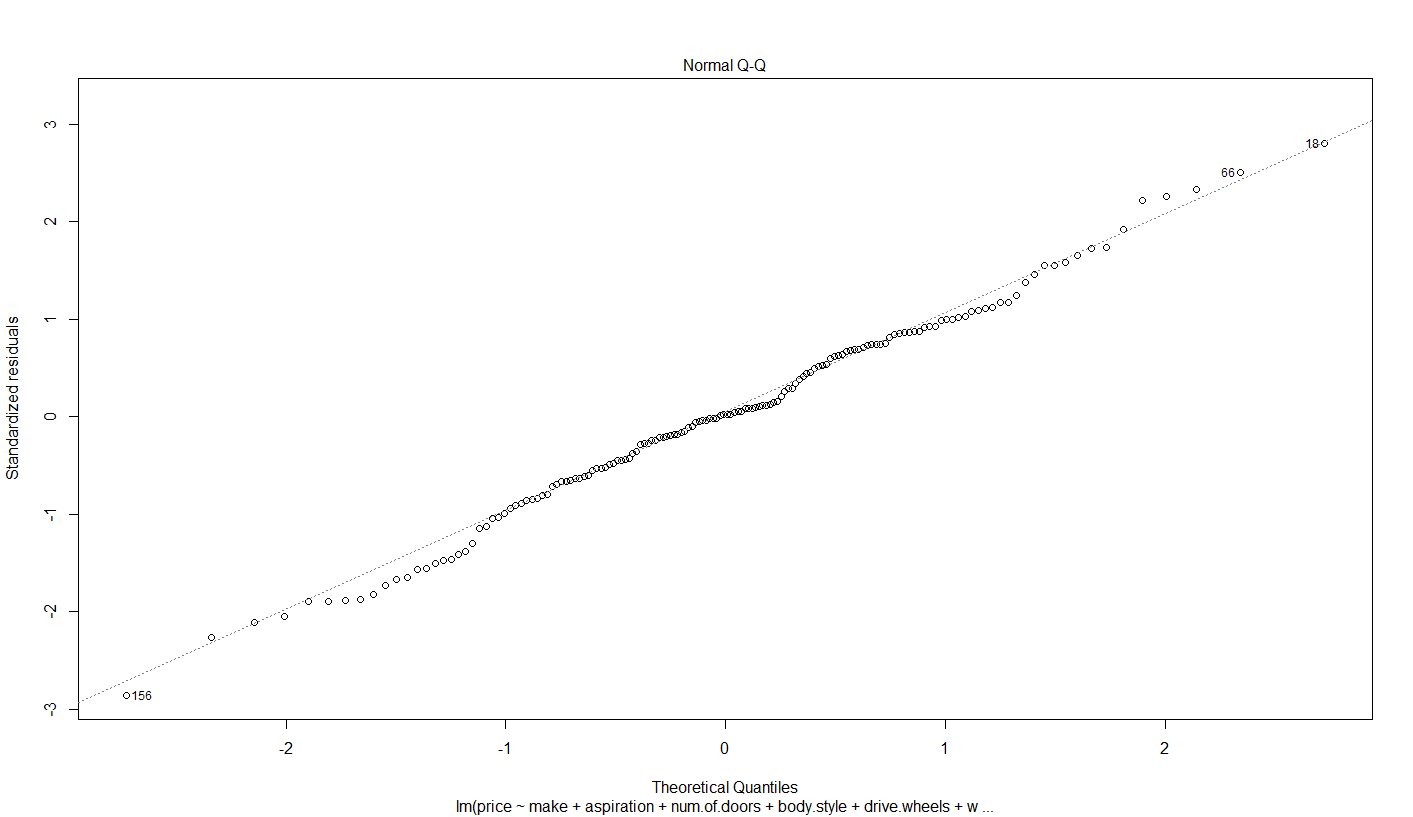 Normal Q-Q
3
2
1
0
-1
-2
-3
Standardized residuals
18
66
156
-2 -1 0 1 2
Theoretical Quantiles
lm(price ~ make + aspiration + num.of.doors + body.style + drive.wheels + w ...